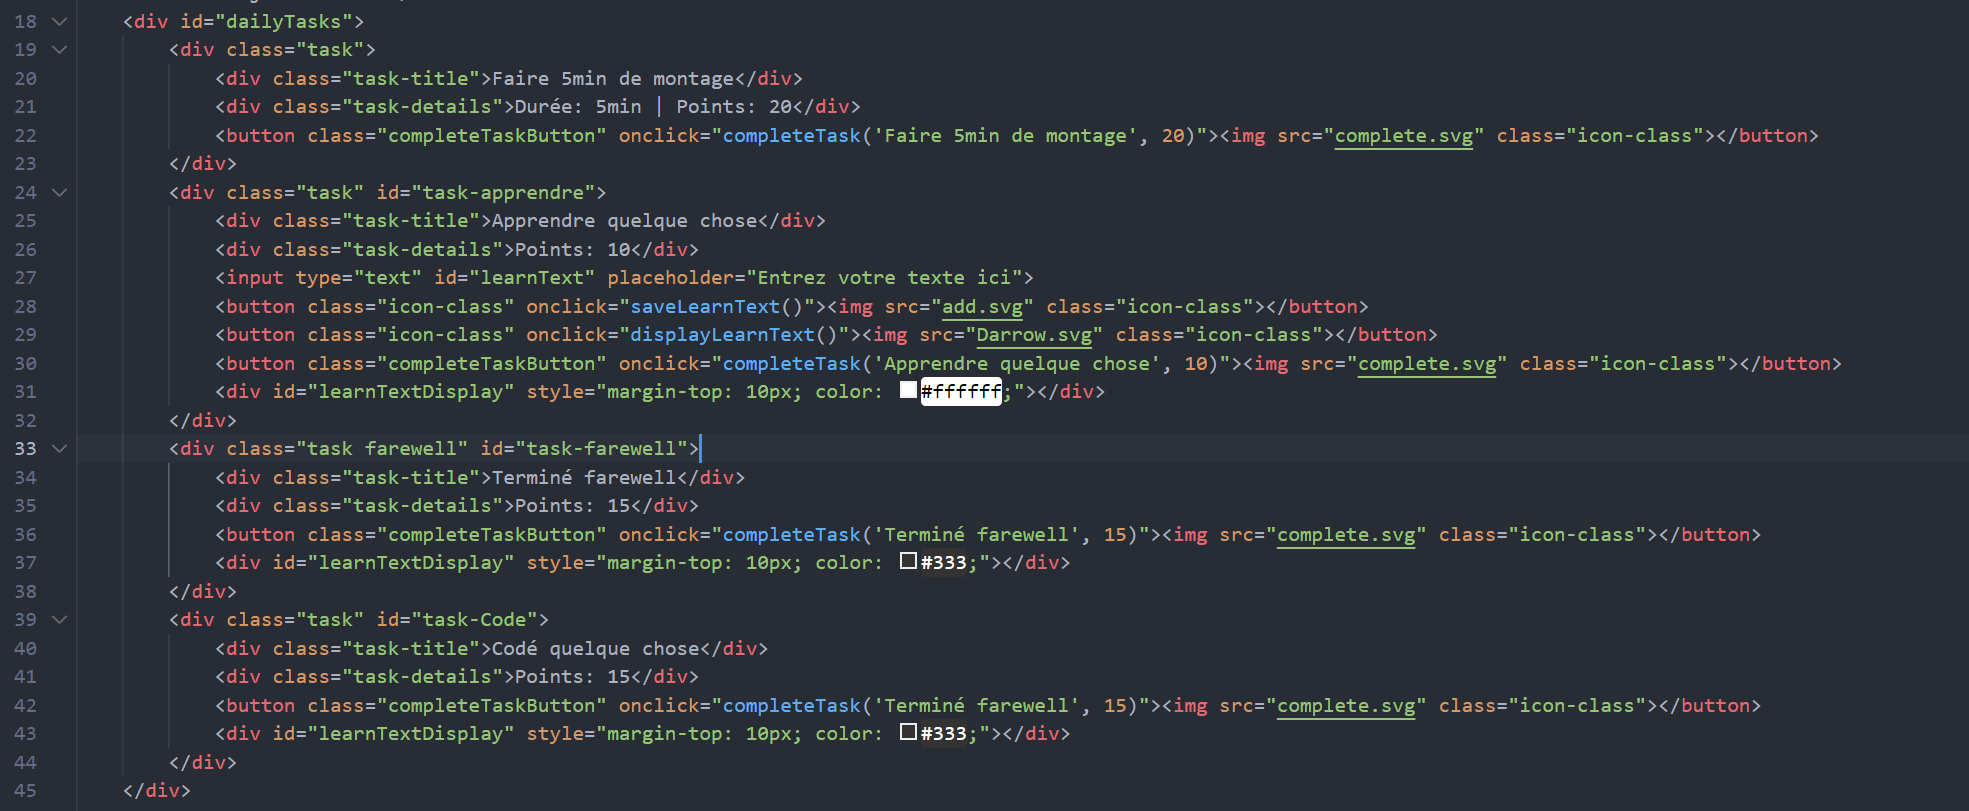 18 <div id="dailyTasks">
19 <div class="task">
20 <div class="task-title">Faire 5min de montage</div>
21 <div class="task-details">Durée: 5min | Points: 20</div>
22 <button class="completeTaskButton" onclick="completeTask('Faire 5min de montage', 20)"><img src="complete.svg" class="icon-class"></button>
23 </div>
24 <div class="task" id="task-apprendre">
25 <div class="task-title">Apprendre quelque chose</div>
26 <div class="task-details">Points: 10</div>
27 <input type="text" id="learnText" placeholder="Entrez votre texte ici">
28 <button class="icon-class" onclick="saveLearnText()"><img src="add.svg" class="icon-class"></button>
29 <button class="icon-class" onclick="displayLearnText()"><img src="Darrow.svg" class="icon-class"></button>
30 <button class="completeTaskButton" onclick="completeTask('Apprendre quelque chose', 10)"><img src="complete.svg" class="icon-class"></button>
31 <div id="learnTextDisplay" style="margin-top: 10px; color: #ffffff;"></div>
32 </div>
33 <div class="task farewell" id="task-farewell">
34 <div class="task-title">Terminé farewell</div>
35 <div class="task-details">Points: 15</div>
36 <button class="completeTaskButton" onclick="completeTask('Terminé farewell', 15)"><img src="complete.svg" class="icon-class"></button>
37 <div id="learnTextDisplay" style="margin-top: 10px; color: #333;"></div>
38 </div>
39 <div class="task" id="task-Code">
40 <div class="task-title">Codé quelque chose</div>
41 <div class="task-details">Points: 15</div>
42 <button class="completeTaskButton" onclick="completeTask('Terminé farewell', 15)"><img src="complete.svg" class="icon-class"></button>
43 <div id="learnTextDisplay" style="margin-top: 10px; color: #333;"></div>
44 </div>
45 </div>